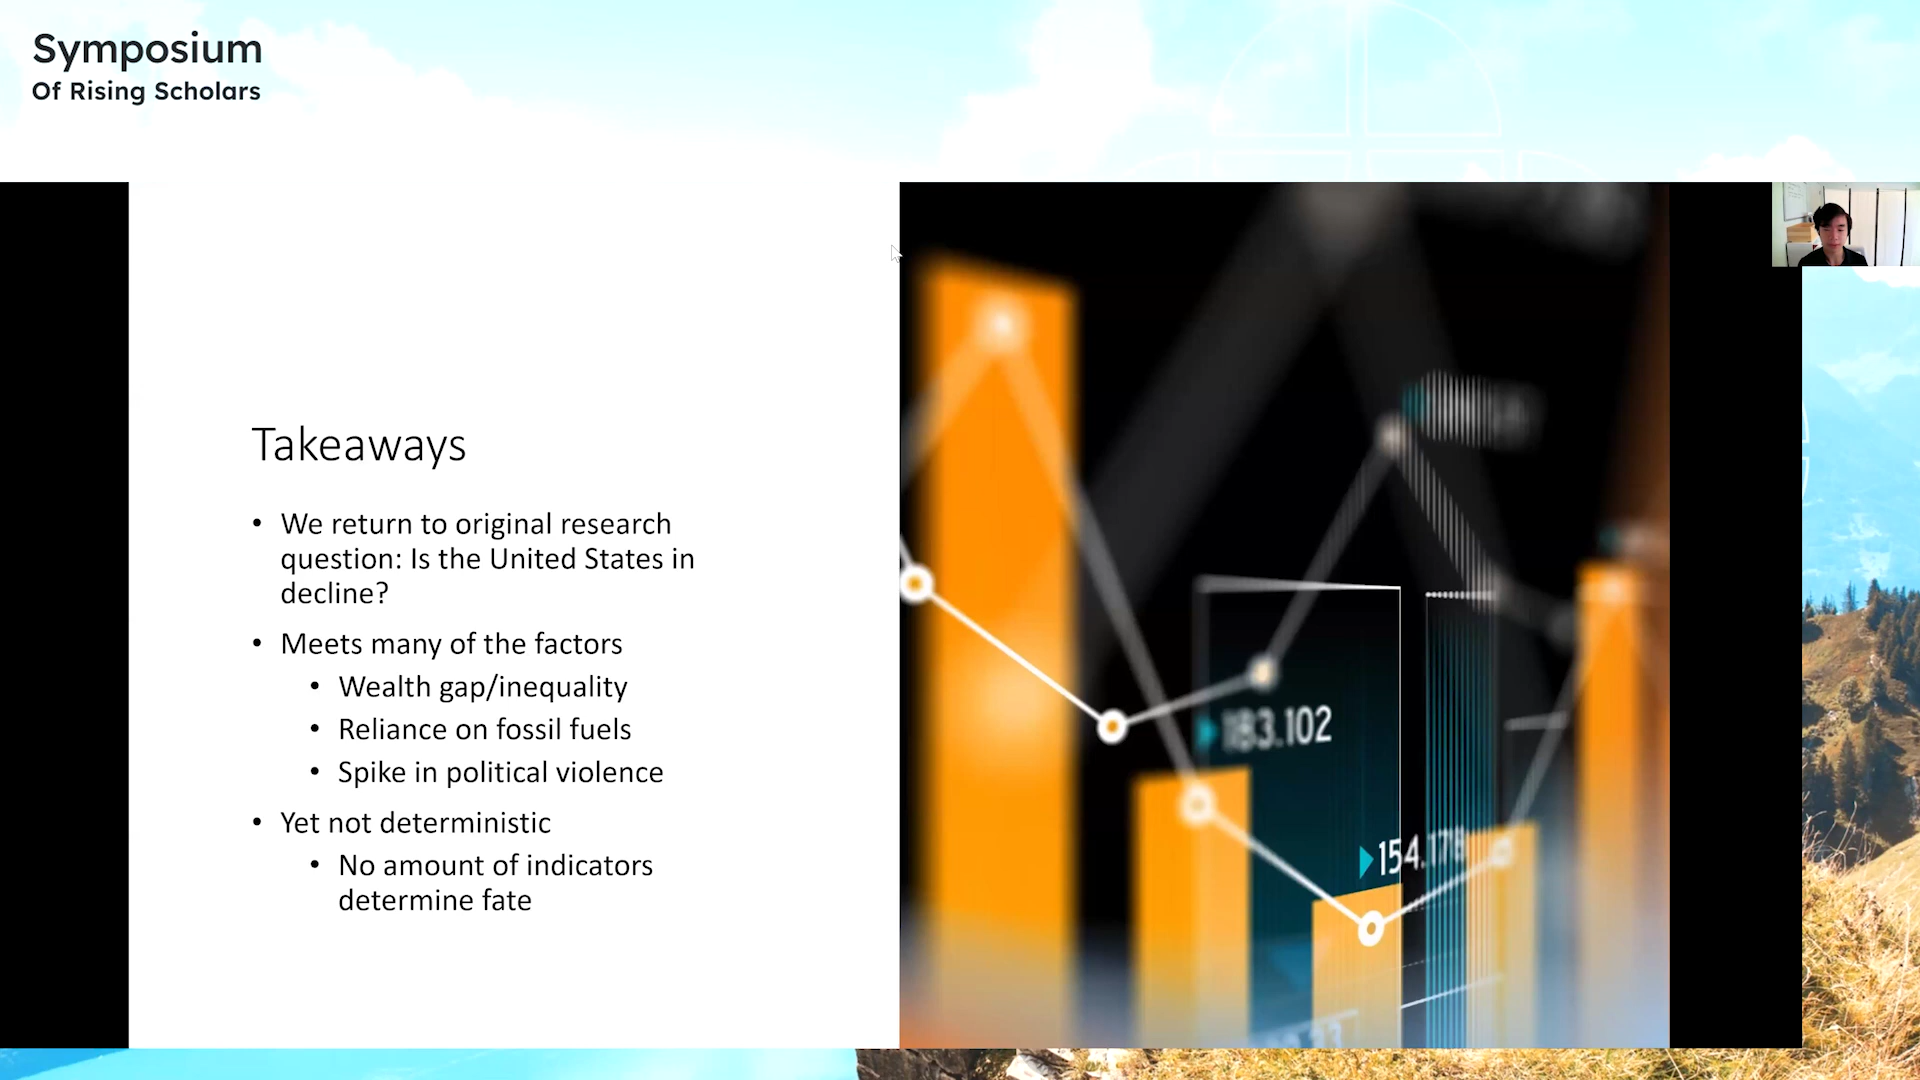 Symposium
Of Rising Scholars
Takeaways
• We return to original research
question: Is the United States in
decline?
• Meets many of the factors
• Wealth gap/inequality
• Reliance on fossil fuels
• Spike in political violence
• Yet not deterministic
• No amount of indicators
determine fate
183.102
154.178